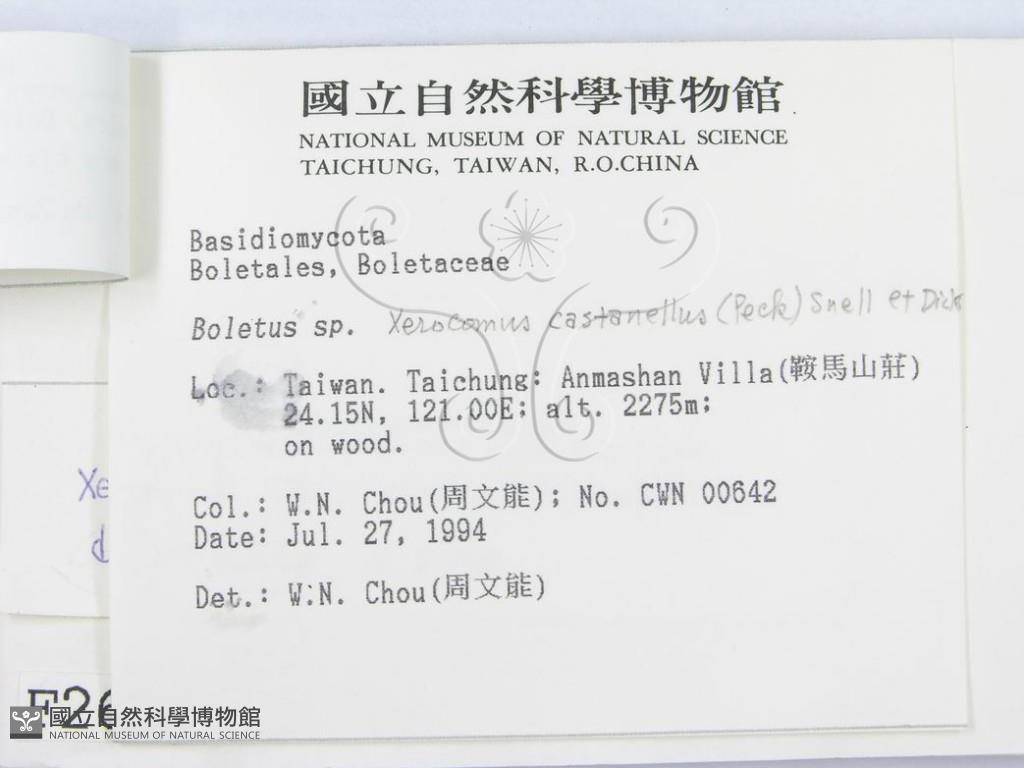 國立自然科學博物館
NATIONAL MUSEUM OF NATURAL SCIENCE
TAICHUNG, TAIWAN, R.O.CHINA
Basidiomycota
Boletales, Boletaceae
Boletus sp. Xerocomus castanellus (Peck) Snell et Dick
Loc.: Taiwan. Taichung: Anmashan Villa(鞍馬山莊)
24.15N, 121.00E; alt. 2275m;
on wood.
Col.: W.N. Chou(周文能); No. CWN 00642
Date: Jul. 27, 1994
Det.: W.N. Chou(周文能)
Xe
d
F26
國立自然科學博物館
NATIONAL MUSEUM OF NATURAL SCIENCE